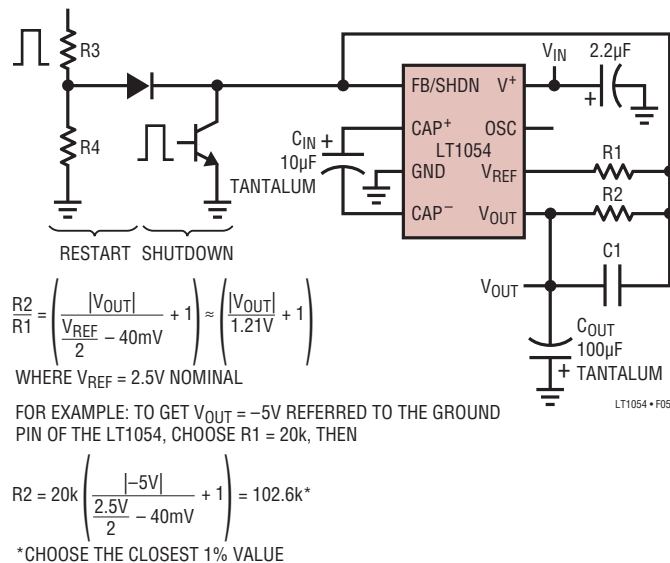 R3
R4
RESTART SHUTDOWN
CIN +
10µF
TANTALUM
FB/SHDN V+
CAP+ OSC
LT1054
GND VREF
CAP− VOUT
VIN
2.2µF
+
R1
R2
C1
VOUT
COUT
100µF
+ TANTALUM
LT1054 • F05
R2/R1 = (|VOUT| / (VREF/2 − 40mV) + 1) ≈ (|VOUT|/1.21V + 1)
WHERE VREF = 2.5V NOMINAL
FOR EXAMPLE: TO GET VOUT = −5V REFERRED TO THE GROUND
PIN OF THE LT1054, CHOOSE R1 = 20k, THEN
R2 = 20k (|−5V| / (2.5V/2 − 40mV) + 1) = 102.6k*
*CHOOSE THE CLOSEST 1% VALUE